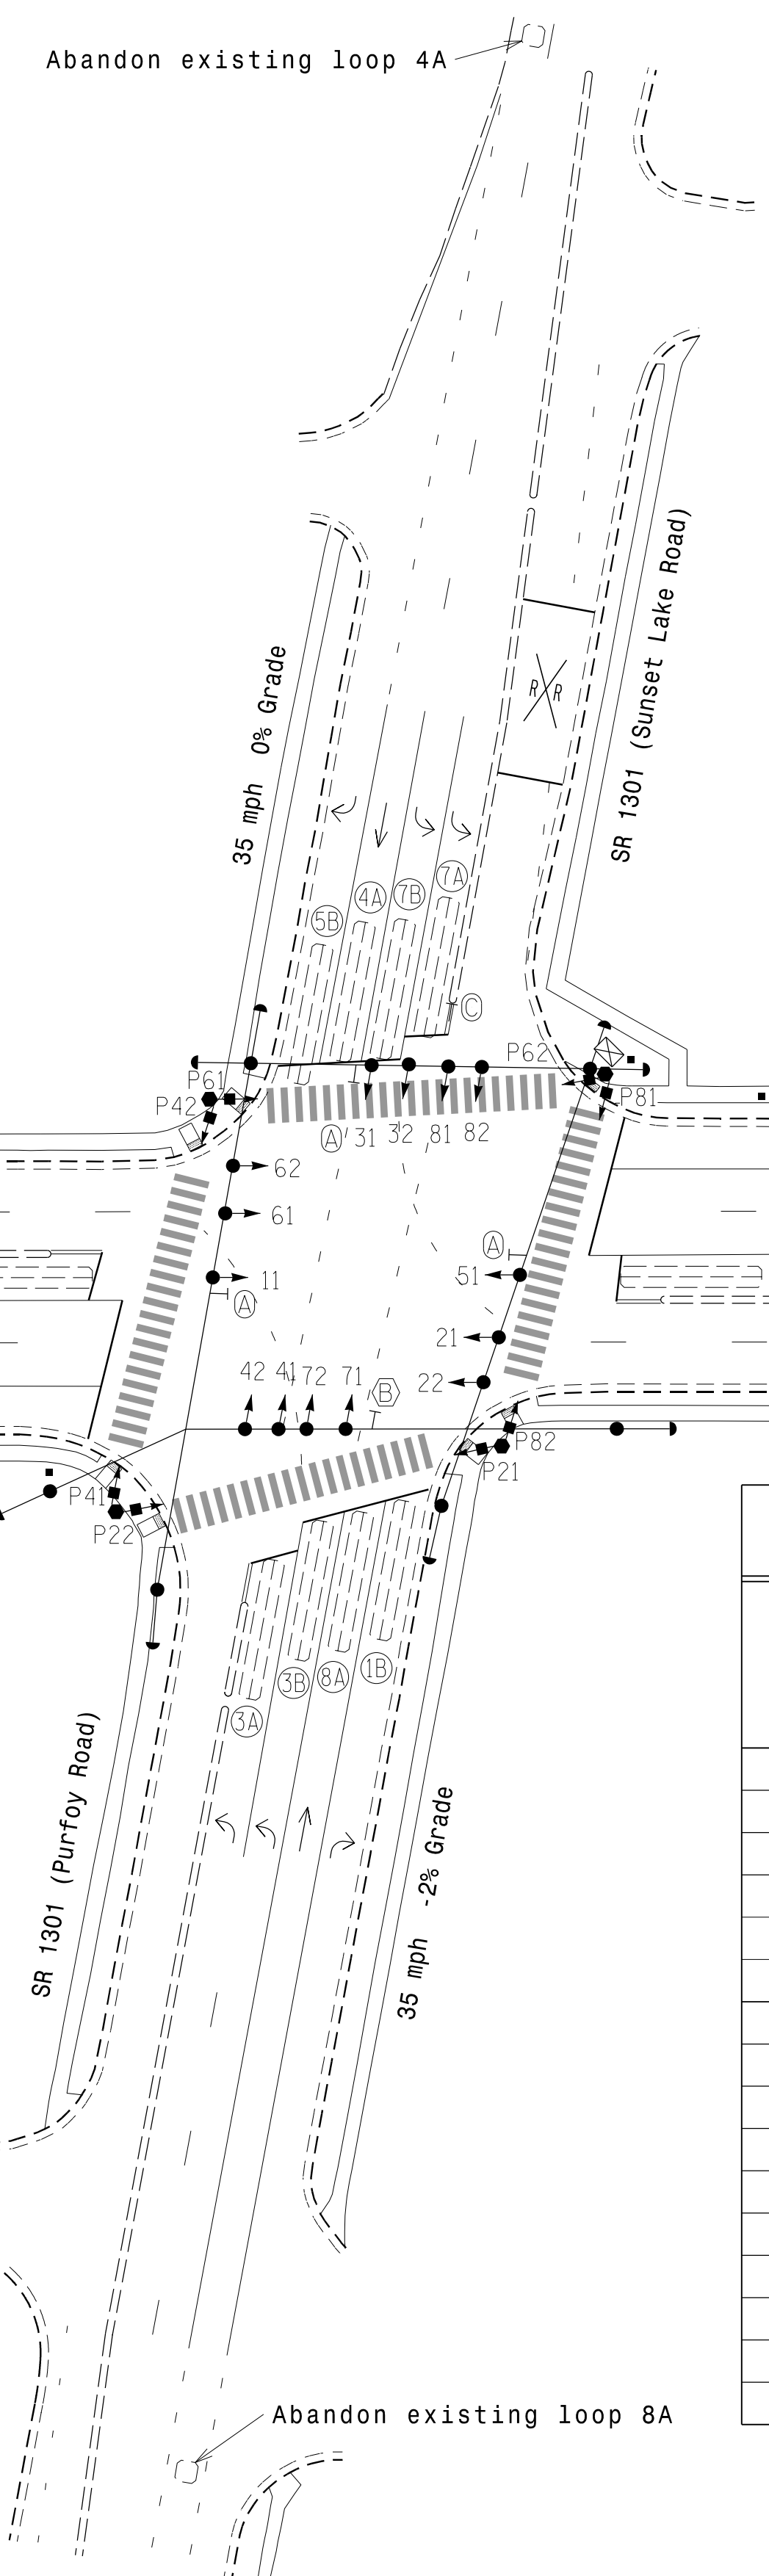 Abandon existing loop 4A
SR 1301 (Sunset Lake Road)
35 mph 0% Grade
R R
7A
7B
4A
5B
C
P62
P61
P81
P42
A 31 32 81 82
62
61
A
51
11
A
21
42 41 72 71
22
B
P82
P21
P41
P22
1B
8A
3B
3A
SR 1301 (Purfoy Road)
35 mph -2% Grade
Abandon existing loop 8A